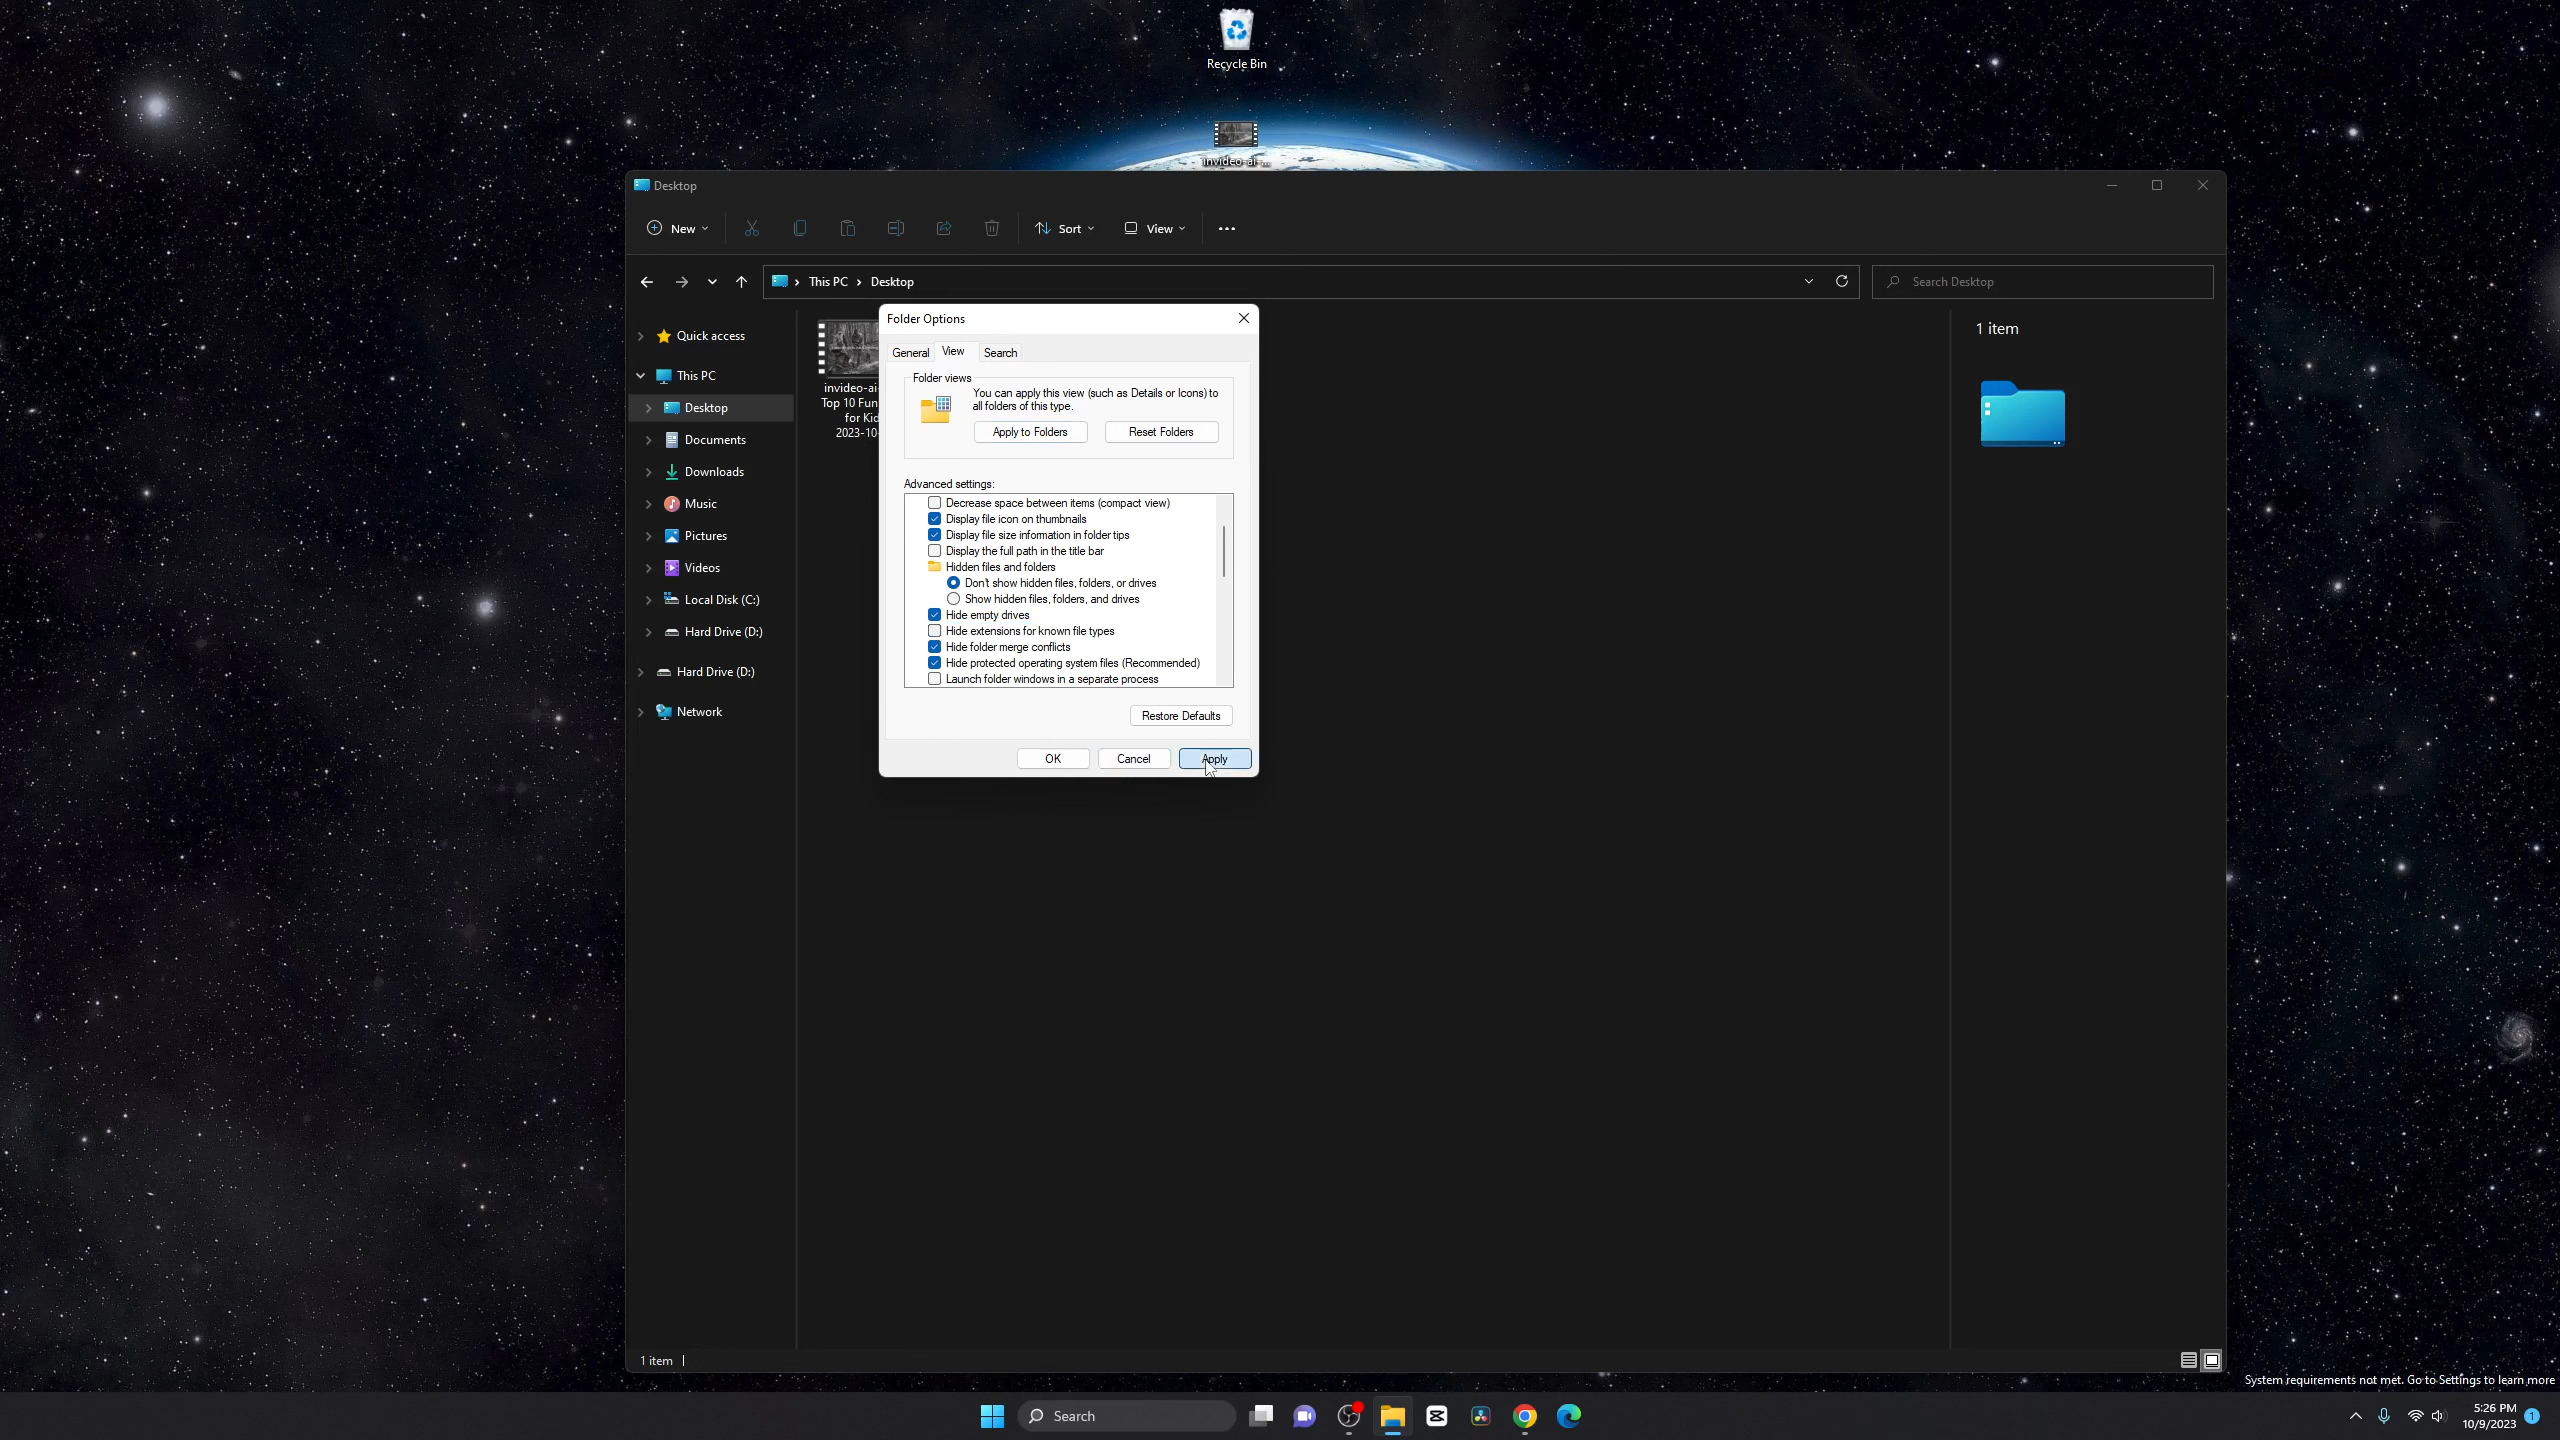 Recycle Bin
invideo-ai-...
Desktop
New
Sort
View
This PC > Desktop
Search Desktop
Quick access
This PC
Desktop
Documents
Downloads
Music
Pictures
Videos
Local Disk (C:)
Hard Drive (D:)
Hard Drive (D:)
Network
invideo-ai-
Top 10 Fun
for Kid
2023-10-
Folder Options
General
View
Search
Folder views
You can apply this view (such as Details or Icons) to
all folders of this type.
Apply to Folders
Reset Folders
Advanced settings:
Decrease space between items (compact view)
Display file icon on thumbnails
Display file size information in folder tips
Display the full path in the title bar
Hidden files and folders
Don't show hidden files, folders, or drives
Show hidden files, folders, and drives
Hide empty drives
Hide extensions for known file types
Hide folder merge conflicts
Hide protected operating system files (Recommended)
Launch folder windows in a separate process
Restore Defaults
OK
Cancel
Apply
1 item
1 item
System requirements not met. Go to Settings to learn more
Search
5:26 PM
10/9/2023
1